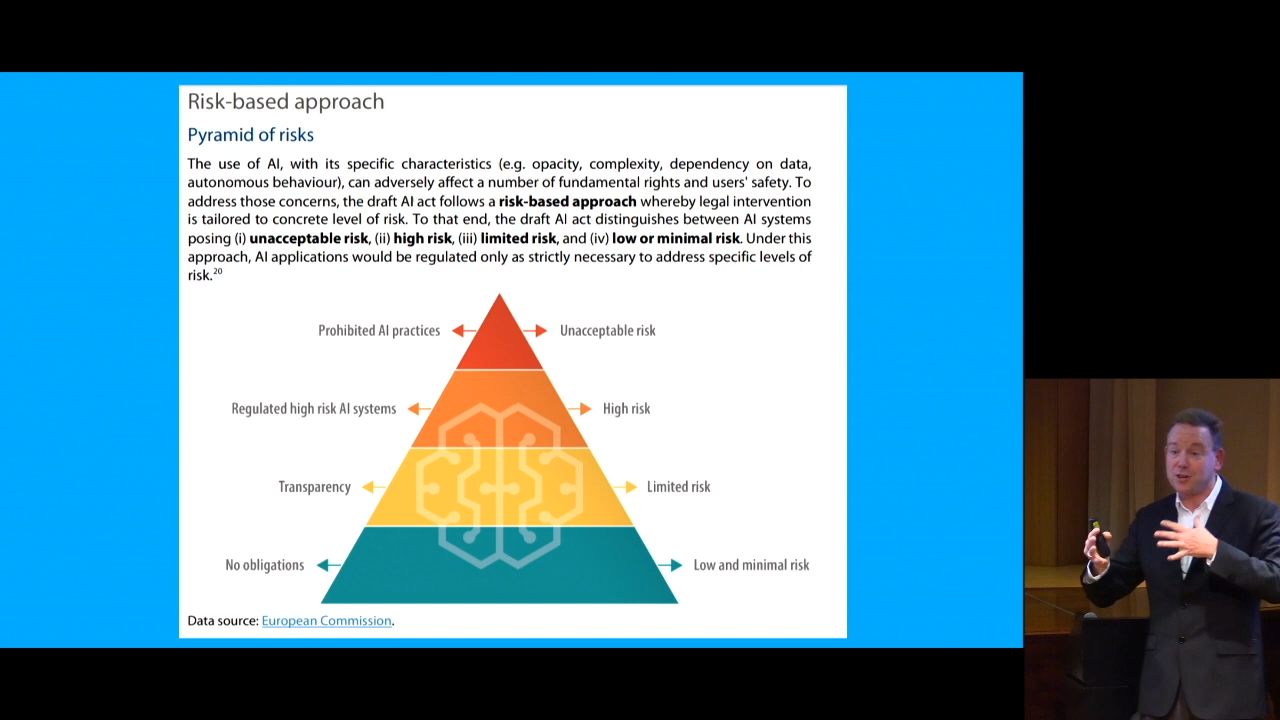 Risk-based approach
Pyramid of risks
The use of AI, with its specific characteristics (e.g. opacity, complexity, dependency on data,
autonomous behaviour), can adversely affect a number of fundamental rights and users' safety. To
address those concerns, the draft AI act follows a risk-based approach whereby legal intervention
is tailored to concrete level of risk. To that end, the draft AI act distinguishes between AI systems
posing (i) unacceptable risk, (ii) high risk, (iii) limited risk, and (iv) low or minimal risk. Under this
approach, AI applications would be regulated only as strictly necessary to address specific levels of
risk.20
Prohibited AI practices
Unacceptable risk
Regulated high risk AI systems
High risk
Transparency
Limited risk
No obligations
Low and minimal risk
Data source: European Commission.